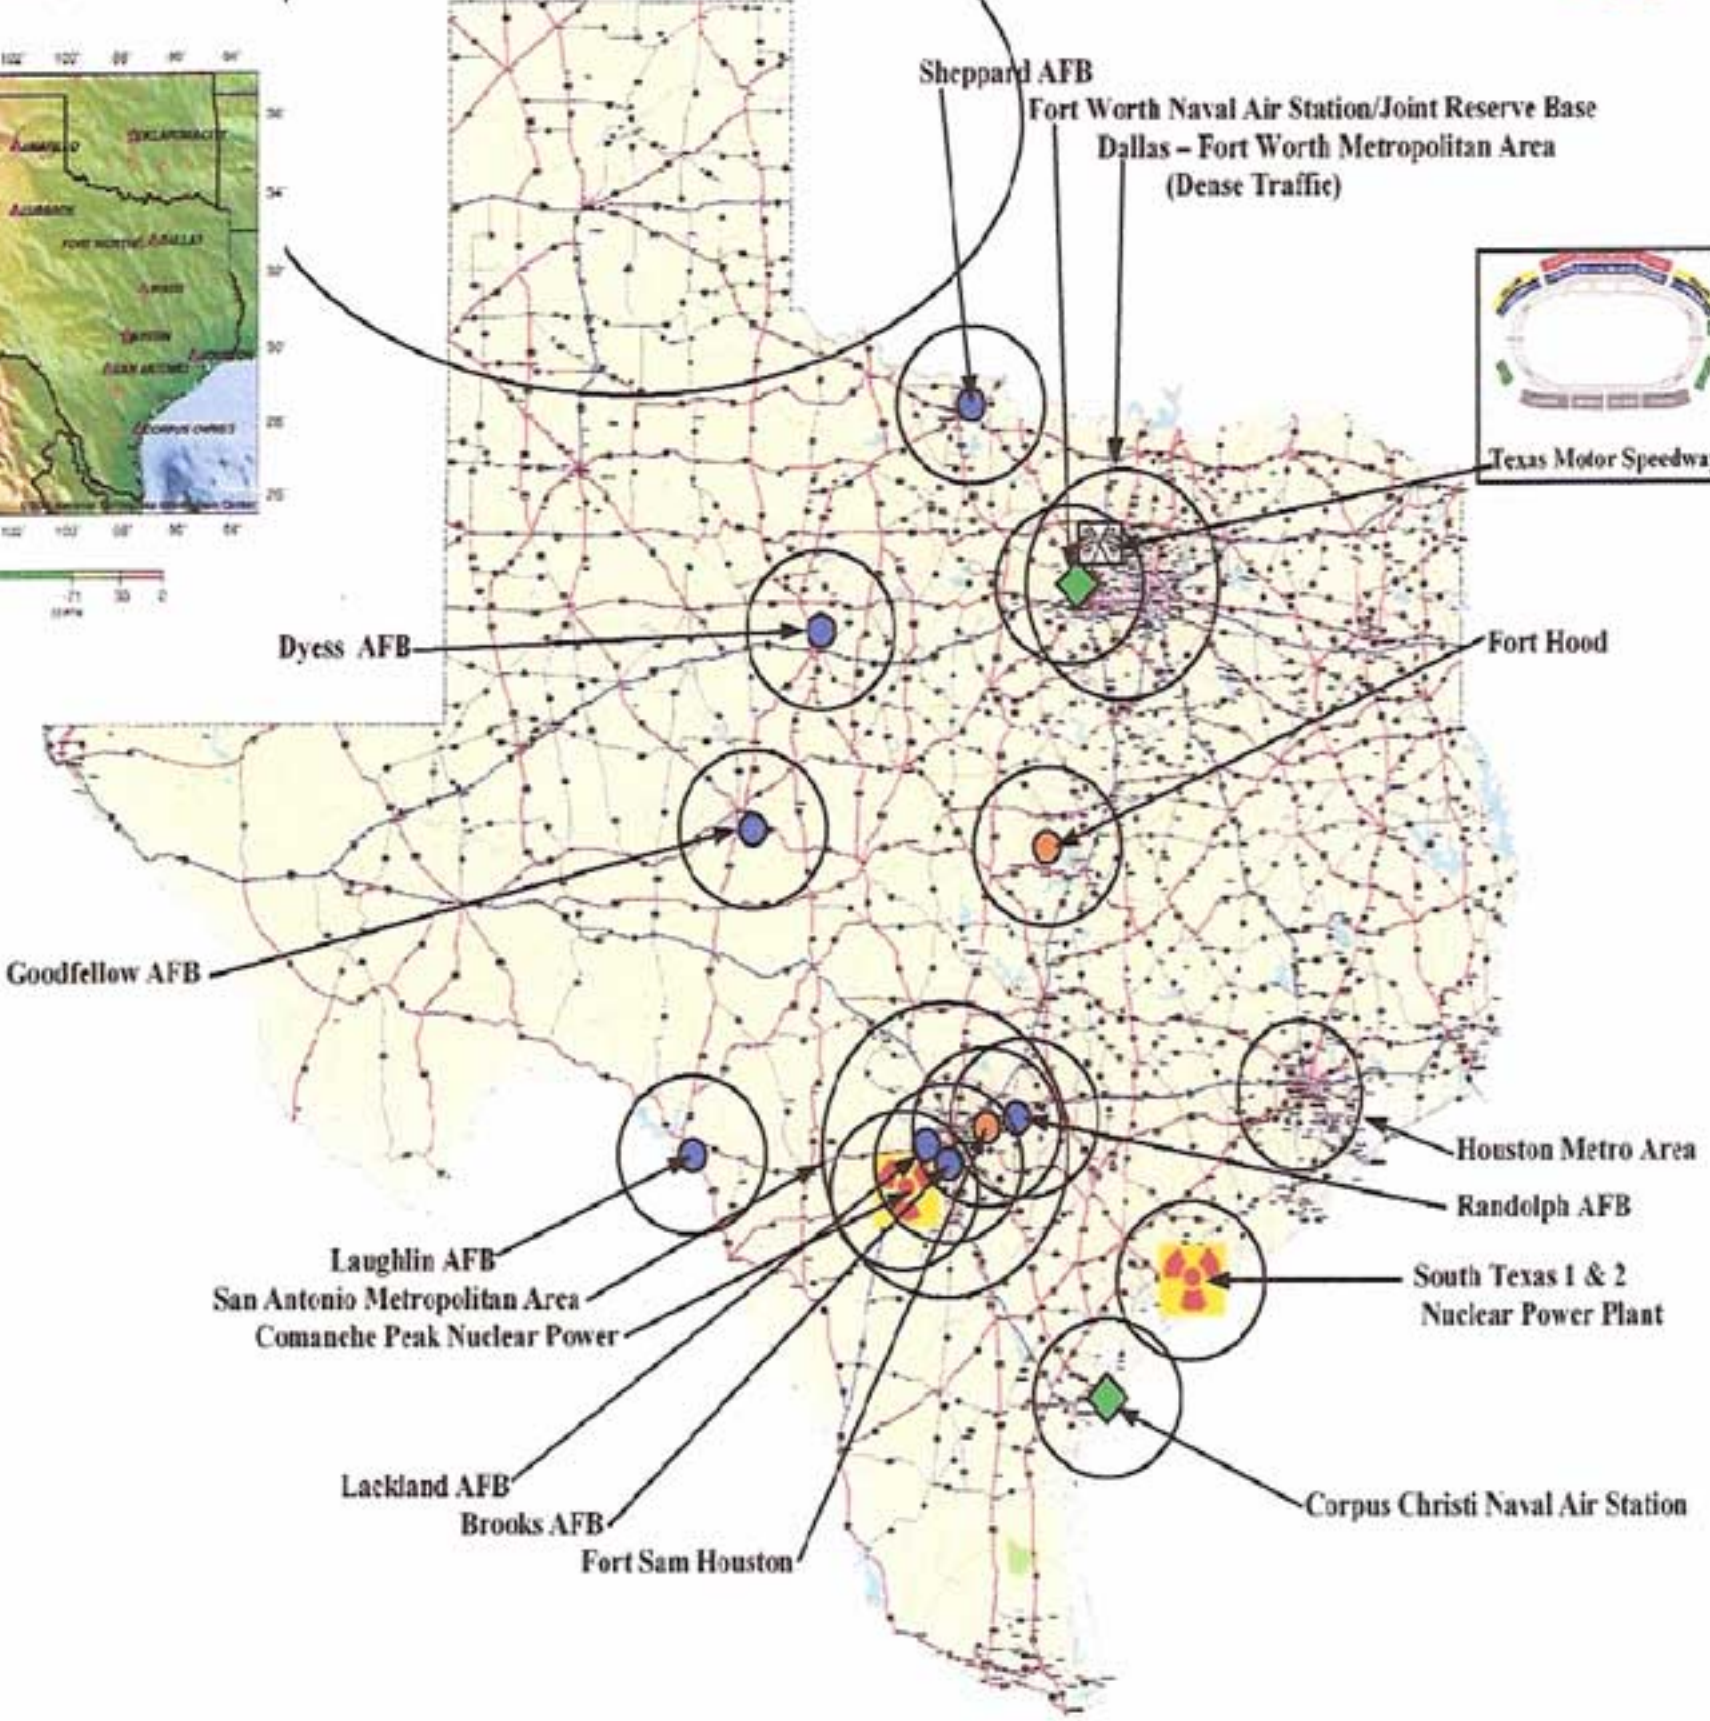 Sheppard AFB
Fort Worth Naval Air Station/Joint Reserve Base
Dallas – Fort Worth Metropolitan Area
(Dense Traffic)
DALLAS
Texas Motor Speedwa
Dyess AFB
Fort Hood
Goodfellow AFB
Houston Metro Area
Randolph AFB
Laughlin AFB
San Antonio Metropolitan Area
Comanche Peak Nuclear Power
South Texas 1 & 2
Nuclear Power Plant
Lackland AFB
Brooks AFB
Fort Sam Houston
Corpus Christi Naval Air Station